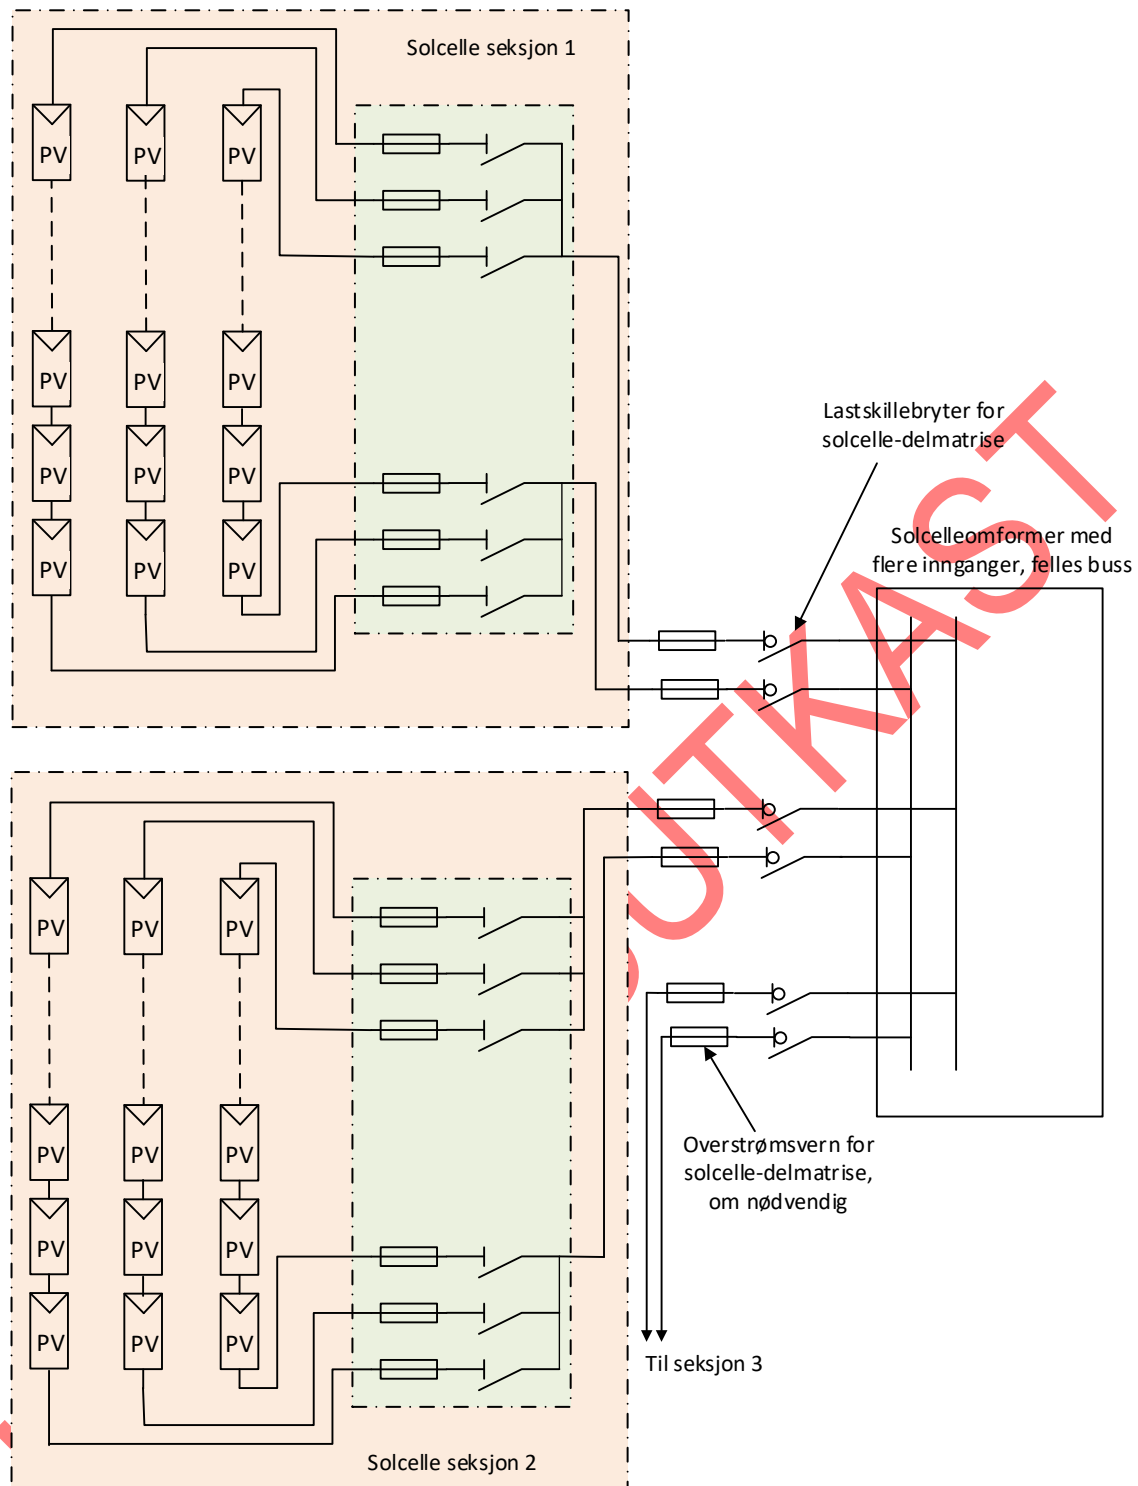 Solcelle seksjon 1
PV PV PV
PV PV PV
PV PV PV
PV PV PV
Lastskillebryter for
solcelle-delmatrise
Solcelleomformer med
flere innganger, felles buss
PV PV PV
PV PV PV
PV PV PV
PV PV PV
Overstrømsvern for
solcelle-delmatrise,
om nødvendig
Til seksjon 3
Solcelle seksjon 2
UTKAST